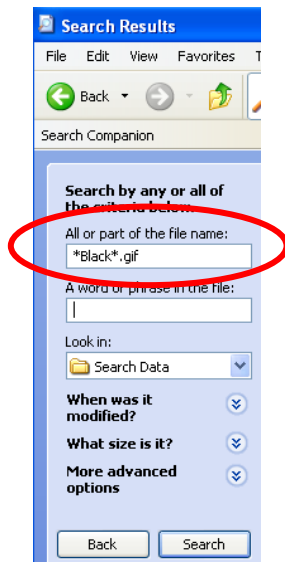 Search Results
File Edit View Favorites T
Back
Search Companion
Search by any or all of
the criteria below.
All or part of the file name:
*Black*.gif
A word or phrase in the file:
Look in:
Search Data
When was it
modified?
What size is it?
More advanced
options
Back Search